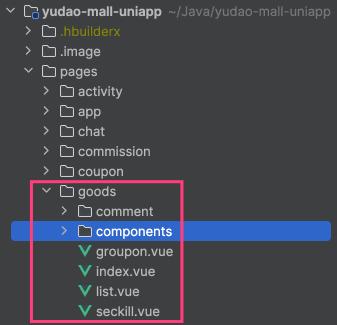 yudao-mall-uniapp ~/Java/yudao-mall-uniapp
.hbuilderx
.image
pages
activity
app
chat
commission
coupon
goods
comment
components
groupon.vue
index.vue
list.vue
seckill.vue